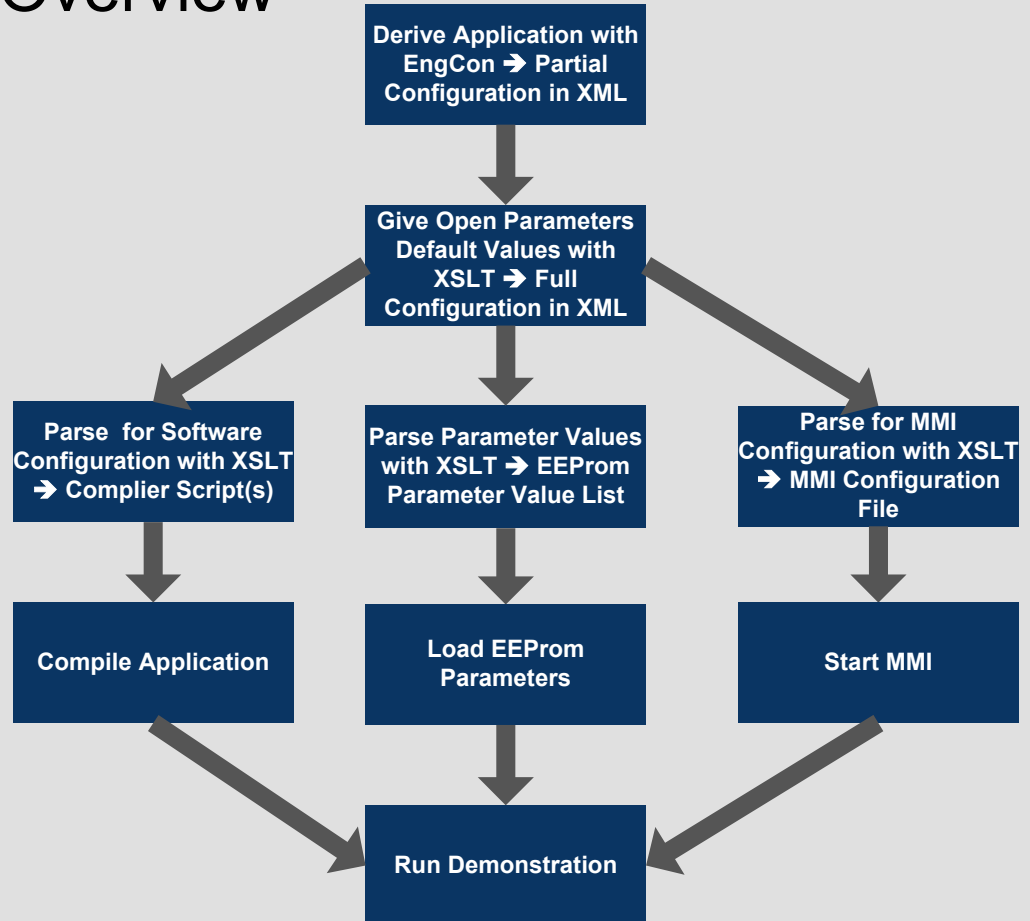 Overview
Derive Application with
EngCon ➔ Partial
Configuration in XML
Give Open Parameters
Default Values with
XSLT ➔ Full
Configuration in XML
Parse for Software
Configuration with XSLT
➔ Complier Script(s)
Parse Parameter Values
with XSLT ➔ EEProm
Parameter Value List
Parse for MMI
Configuration with XSLT
➔ MMI Configuration
File
Compile Application
Load EEProm
Parameters
Start MMI
Run Demonstration